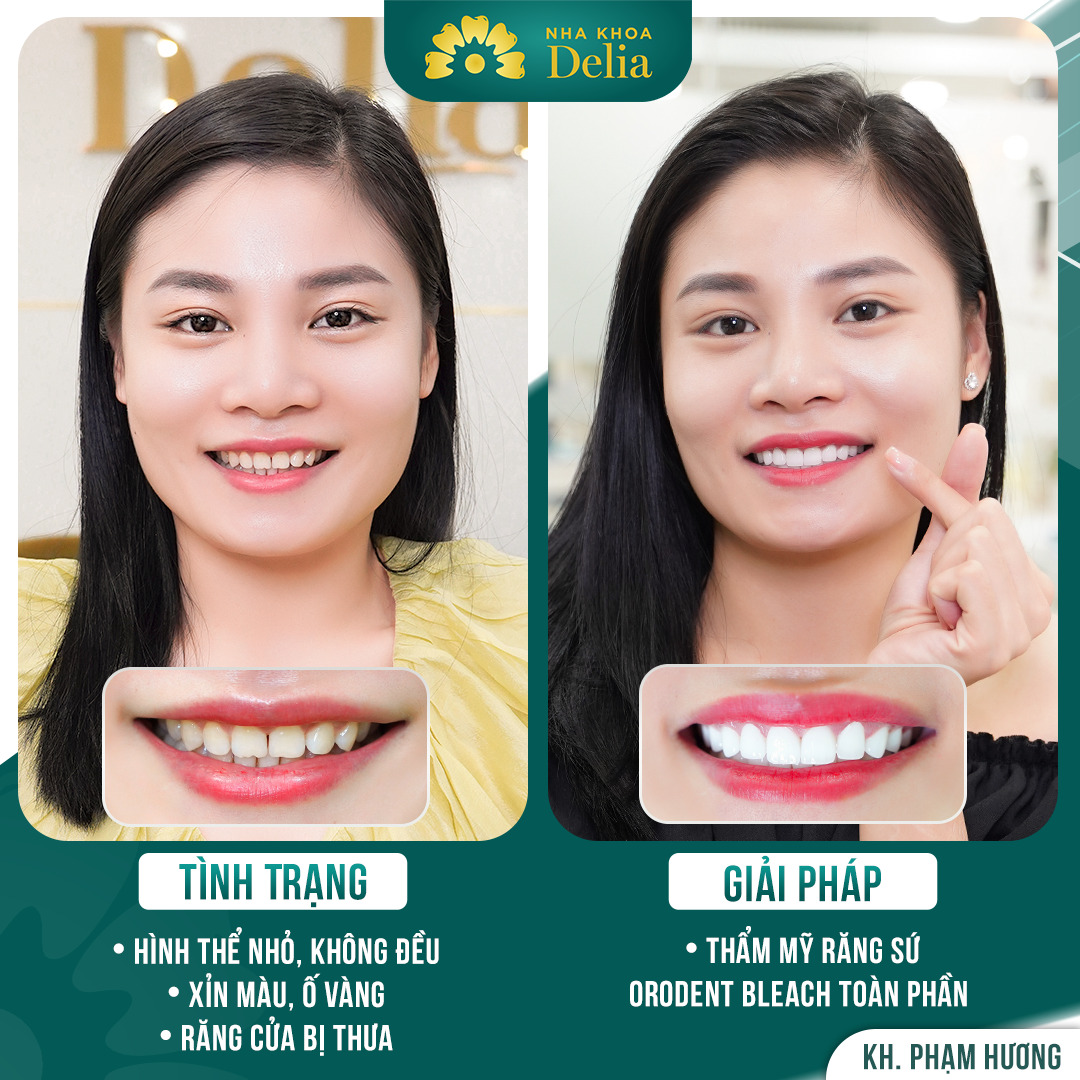 NHA KHOA
Delia
Delia
TÌNH TRẠNG
• HÌNH THỂ NHỎ, KHÔNG ĐỀU
• XỈN MÀU, Ố VÀNG
• RĂNG CỬA BỊ THƯA
GIẢI PHÁP
• THẨM MỸ RĂNG SỨ
ORODENT BLEACH TOÀN PHẦN
KH. PHẠM HƯƠNG